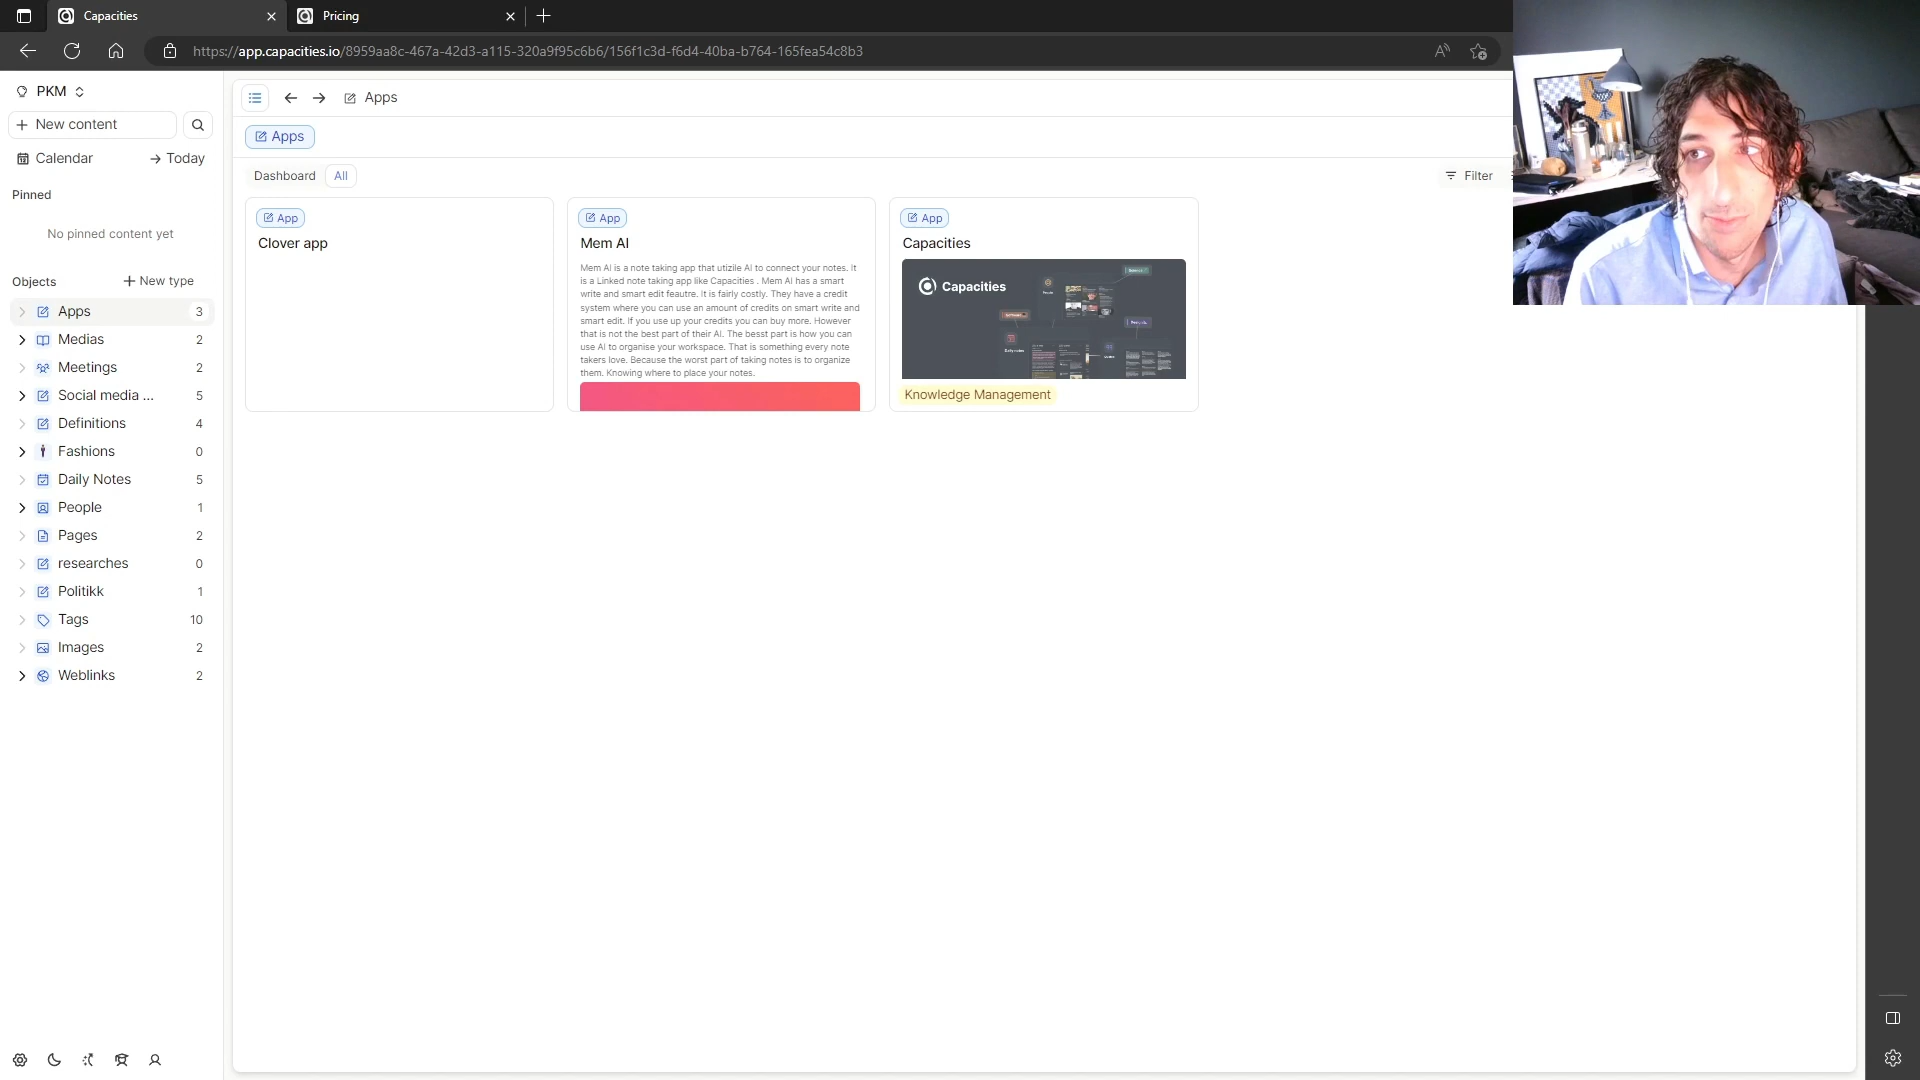 Capacities
Pricing
https://app.capacities.io/8959aa8c-467a-42d3-a115-320a9f95c6b6/156f1c3d-f6d4-40ba-b764-165fea54c8b3
PKM
New content
Calendar
Today
Pinned
No pinned content yet
Objects
New type
Apps 3
Medias 2
Meetings 2
Social media ... 5
Definitions 4
Fashions 0
Daily Notes 5
People 1
Pages 2
researches 0
Politikk 1
Tags 10
Images 2
Weblinks 2
Apps
Apps
Dashboard All
Filter
App
Clover app
App
Mem AI
Mem AI is a note taking app that utizile AI to connect your notes. It
is a Linked note taking app like Capacities . Mem AI has a smart
write and smart edit feautre. It is fairly costly. They have a credit
system where you can use an amount of credits on smart write and
smart edit. If you use up your credits you can buy more. However
that is not the best part of their AI. The besst part is how you can
use AI to organise your workspace. That is something every note
takers love. Because the worst part of taking notes is to organize
them. Knowing where to place your notes.
App
Capacities
Capacities
Knowledge Management